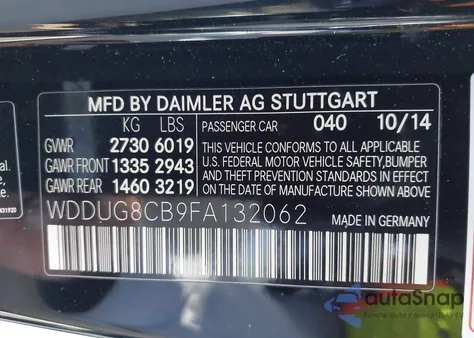 MFD BY DAIMLER AG STUTTGART
KG LBS
PASSENGER CAR 040 10/14
GVWR 2730 6019
GAWR FRONT 1335 2943
GAWR REAR 1460 3219
THIS VEHICLE CONFORMS TO ALL APPLICABLE
U.S. FEDERAL MOTOR VEHICLE SAFETY,BUMPER
AND THEFT PREVENTION STANDARDS IN
EFFECT ON THE DATE OF MANUFACTURE
SHOWN ABOVE.
WDDUG8CB9FA132062 MADE IN GERMANY
autoSnap